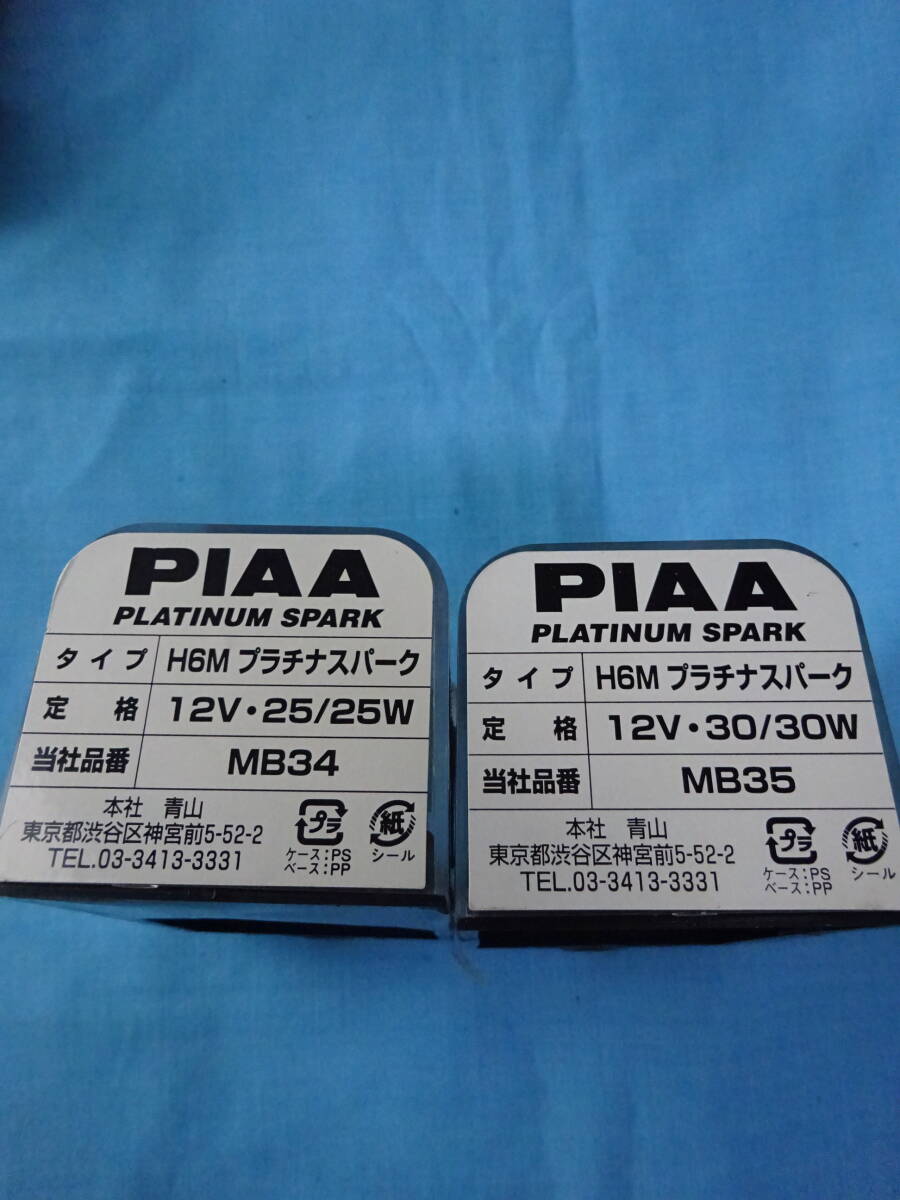 PIAA
PLATINUM SPARK
タイプ H6M プラチナスパーク
定格 12V・25/25W
当社品番 MB34
本社 青山
東京都渋谷区神宮前5-52-2
TEL.03-3413-3331
プラ
ケース:PS
ベース:PP
紙
シール
PIAA
PLATINUM SPARK
タイプ H6M プラチナスパーク
定格 12V・30/30W
当社品番 MB35
本社 青山
東京都渋谷区神宮前5-52-2
TEL.03-3413-3331
プラ
ケース:PS
ベース:PP
紙
シール